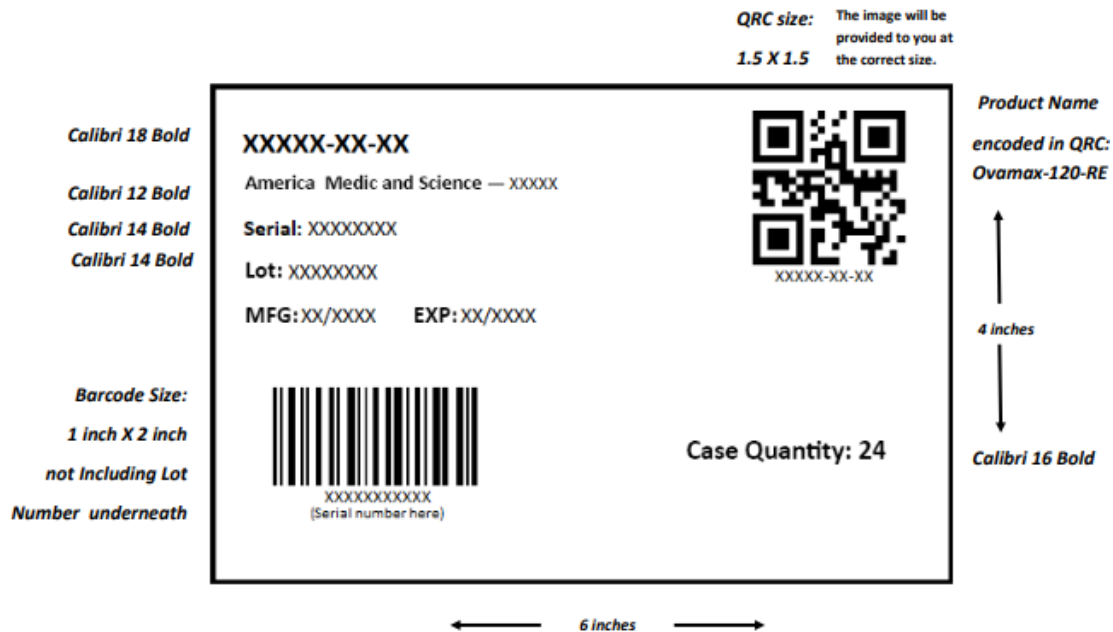 QRC size:
1.5 X 1.5
The image will be
provided to you at
the correct size.
Calibri 18 Bold
Calibri 12 Bold
Calibri 14 Bold
Calibri 14 Bold
XXXXX-XX-XX
America Medic and Science — XXXXX
Serial: XXXXXXXX
Lot: XXXXXXXX
MFG: XX/XXXX EXP: XX/XXXX
XXXXX-XX-XX
Product Name
encoded in QRC:
Ovamax-120-RE
4 inches
Barcode Size:
1 inch X 2 inch
not Including Lot
Number underneath
XXXXXXXXXXX
(Serial number here)
Case Quantity: 24
Calibri 16 Bold
6 inches